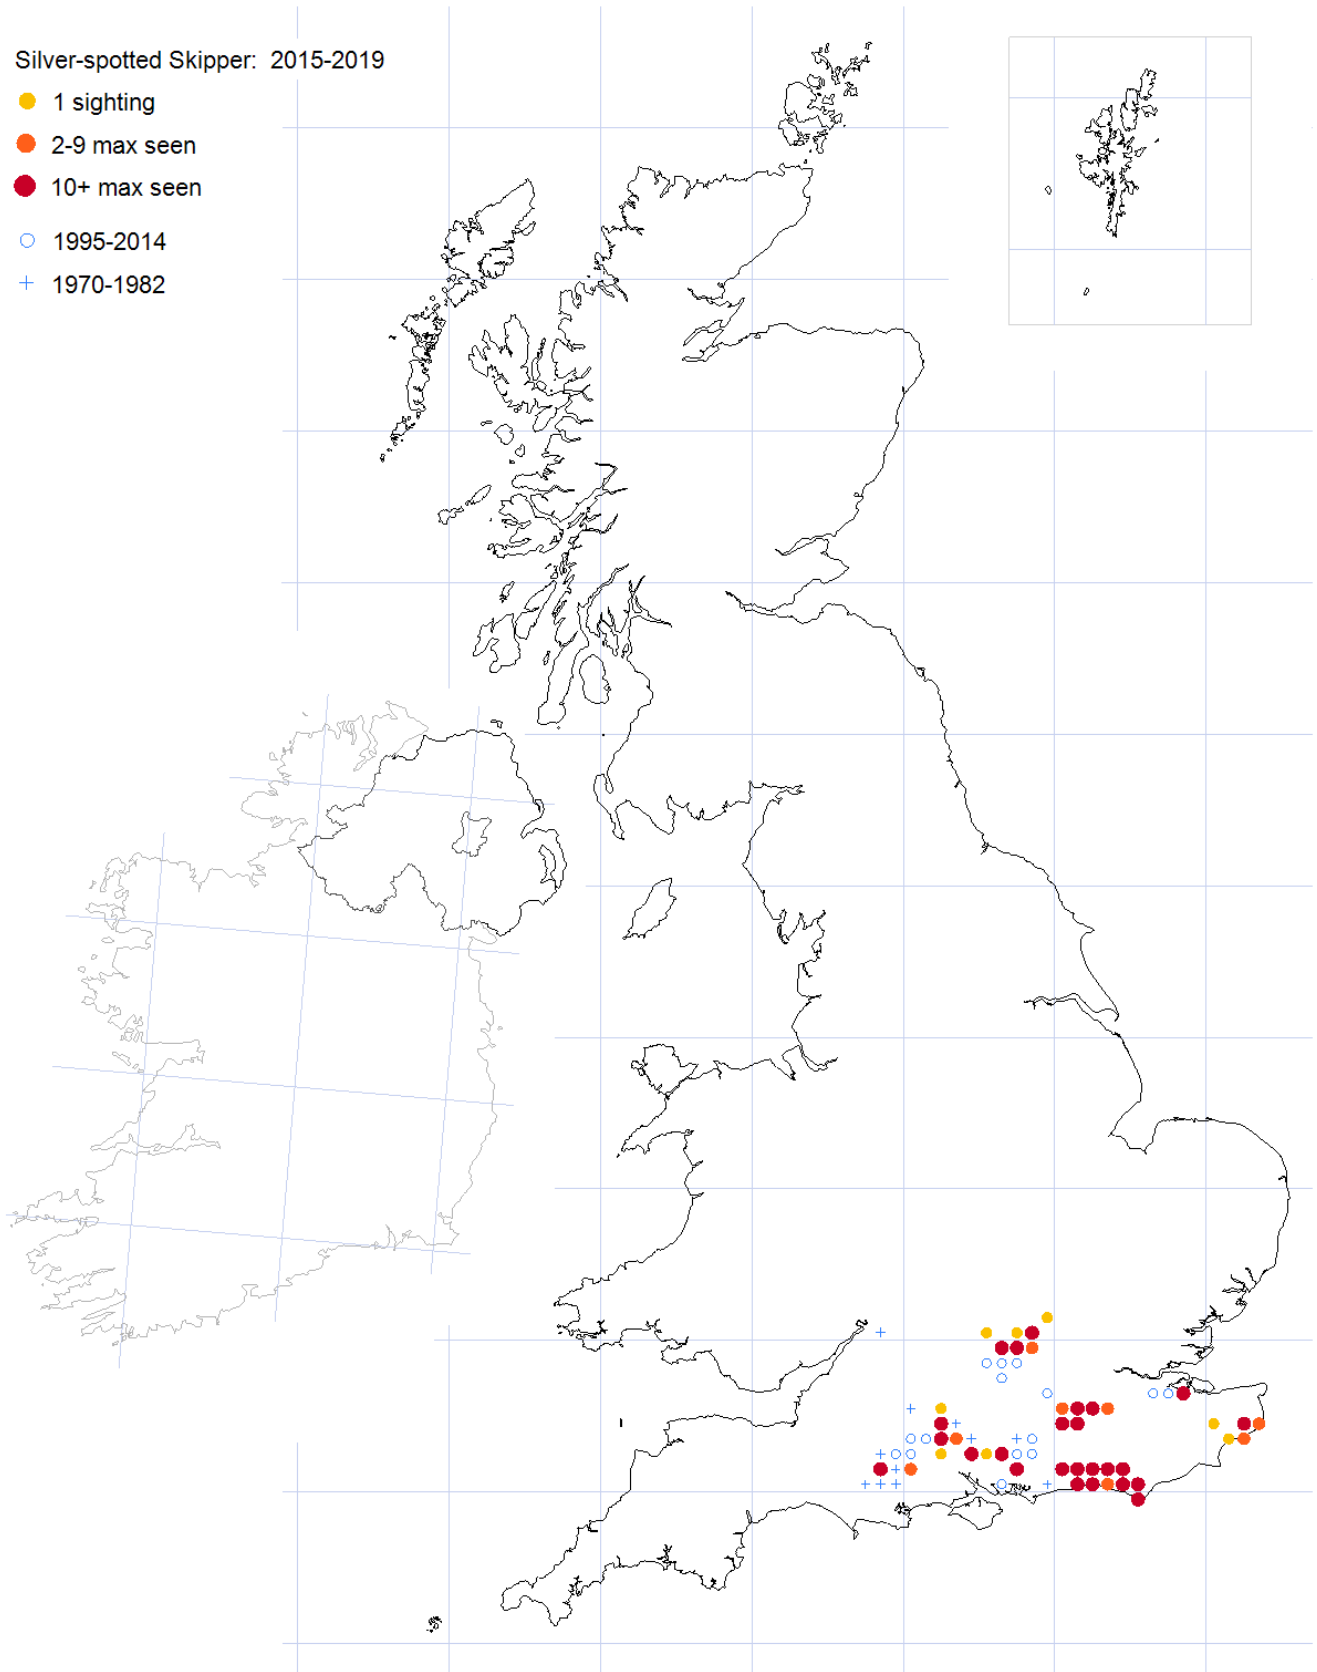 Silver-spotted Skipper: 2015-2019
1 sighting
2-9 max seen
10+ max seen
1995-2014
1970-1982